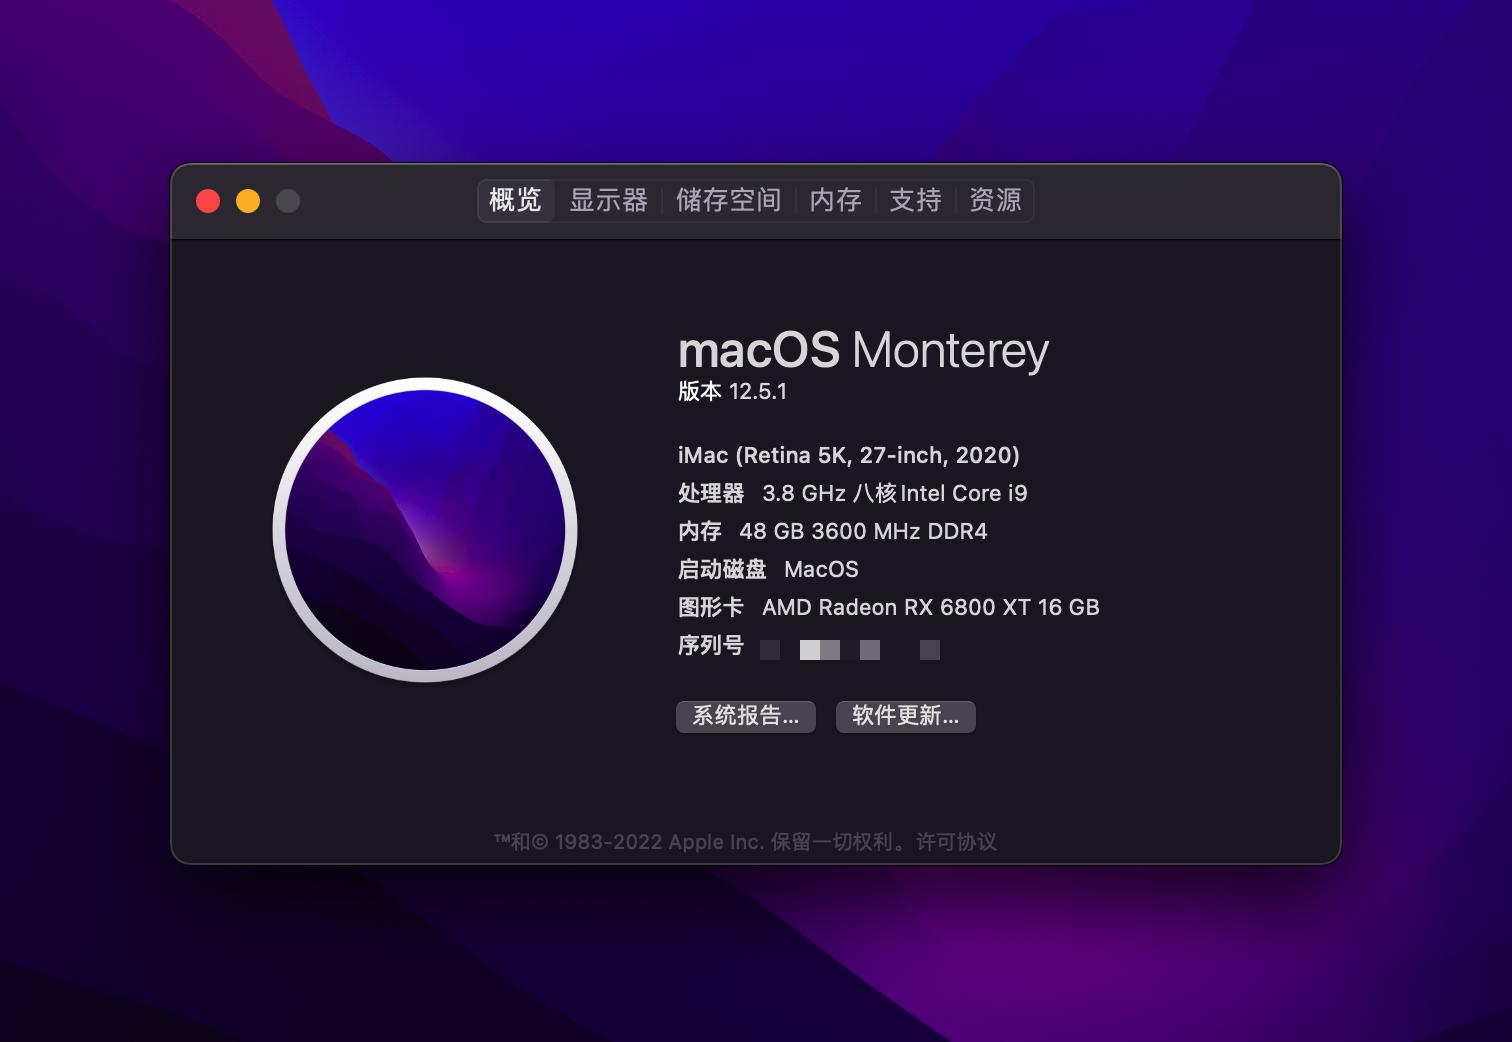 概览 显示器 储存空间 内存 支持 资源
macOS Monterey
版本 12.5.1
iMac (Retina 5K, 27-inch, 2020)
处理器 3.8 GHz 八核Intel Core i9
内存 48 GB 3600 MHz DDR4
启动磁盘 MacOS
图形卡 AMD Radeon RX 6800 XT 16 GB
序列号
系统报告... 软件更新...
™和© 1983-2022 Apple Inc. 保留一切权利。许可协议